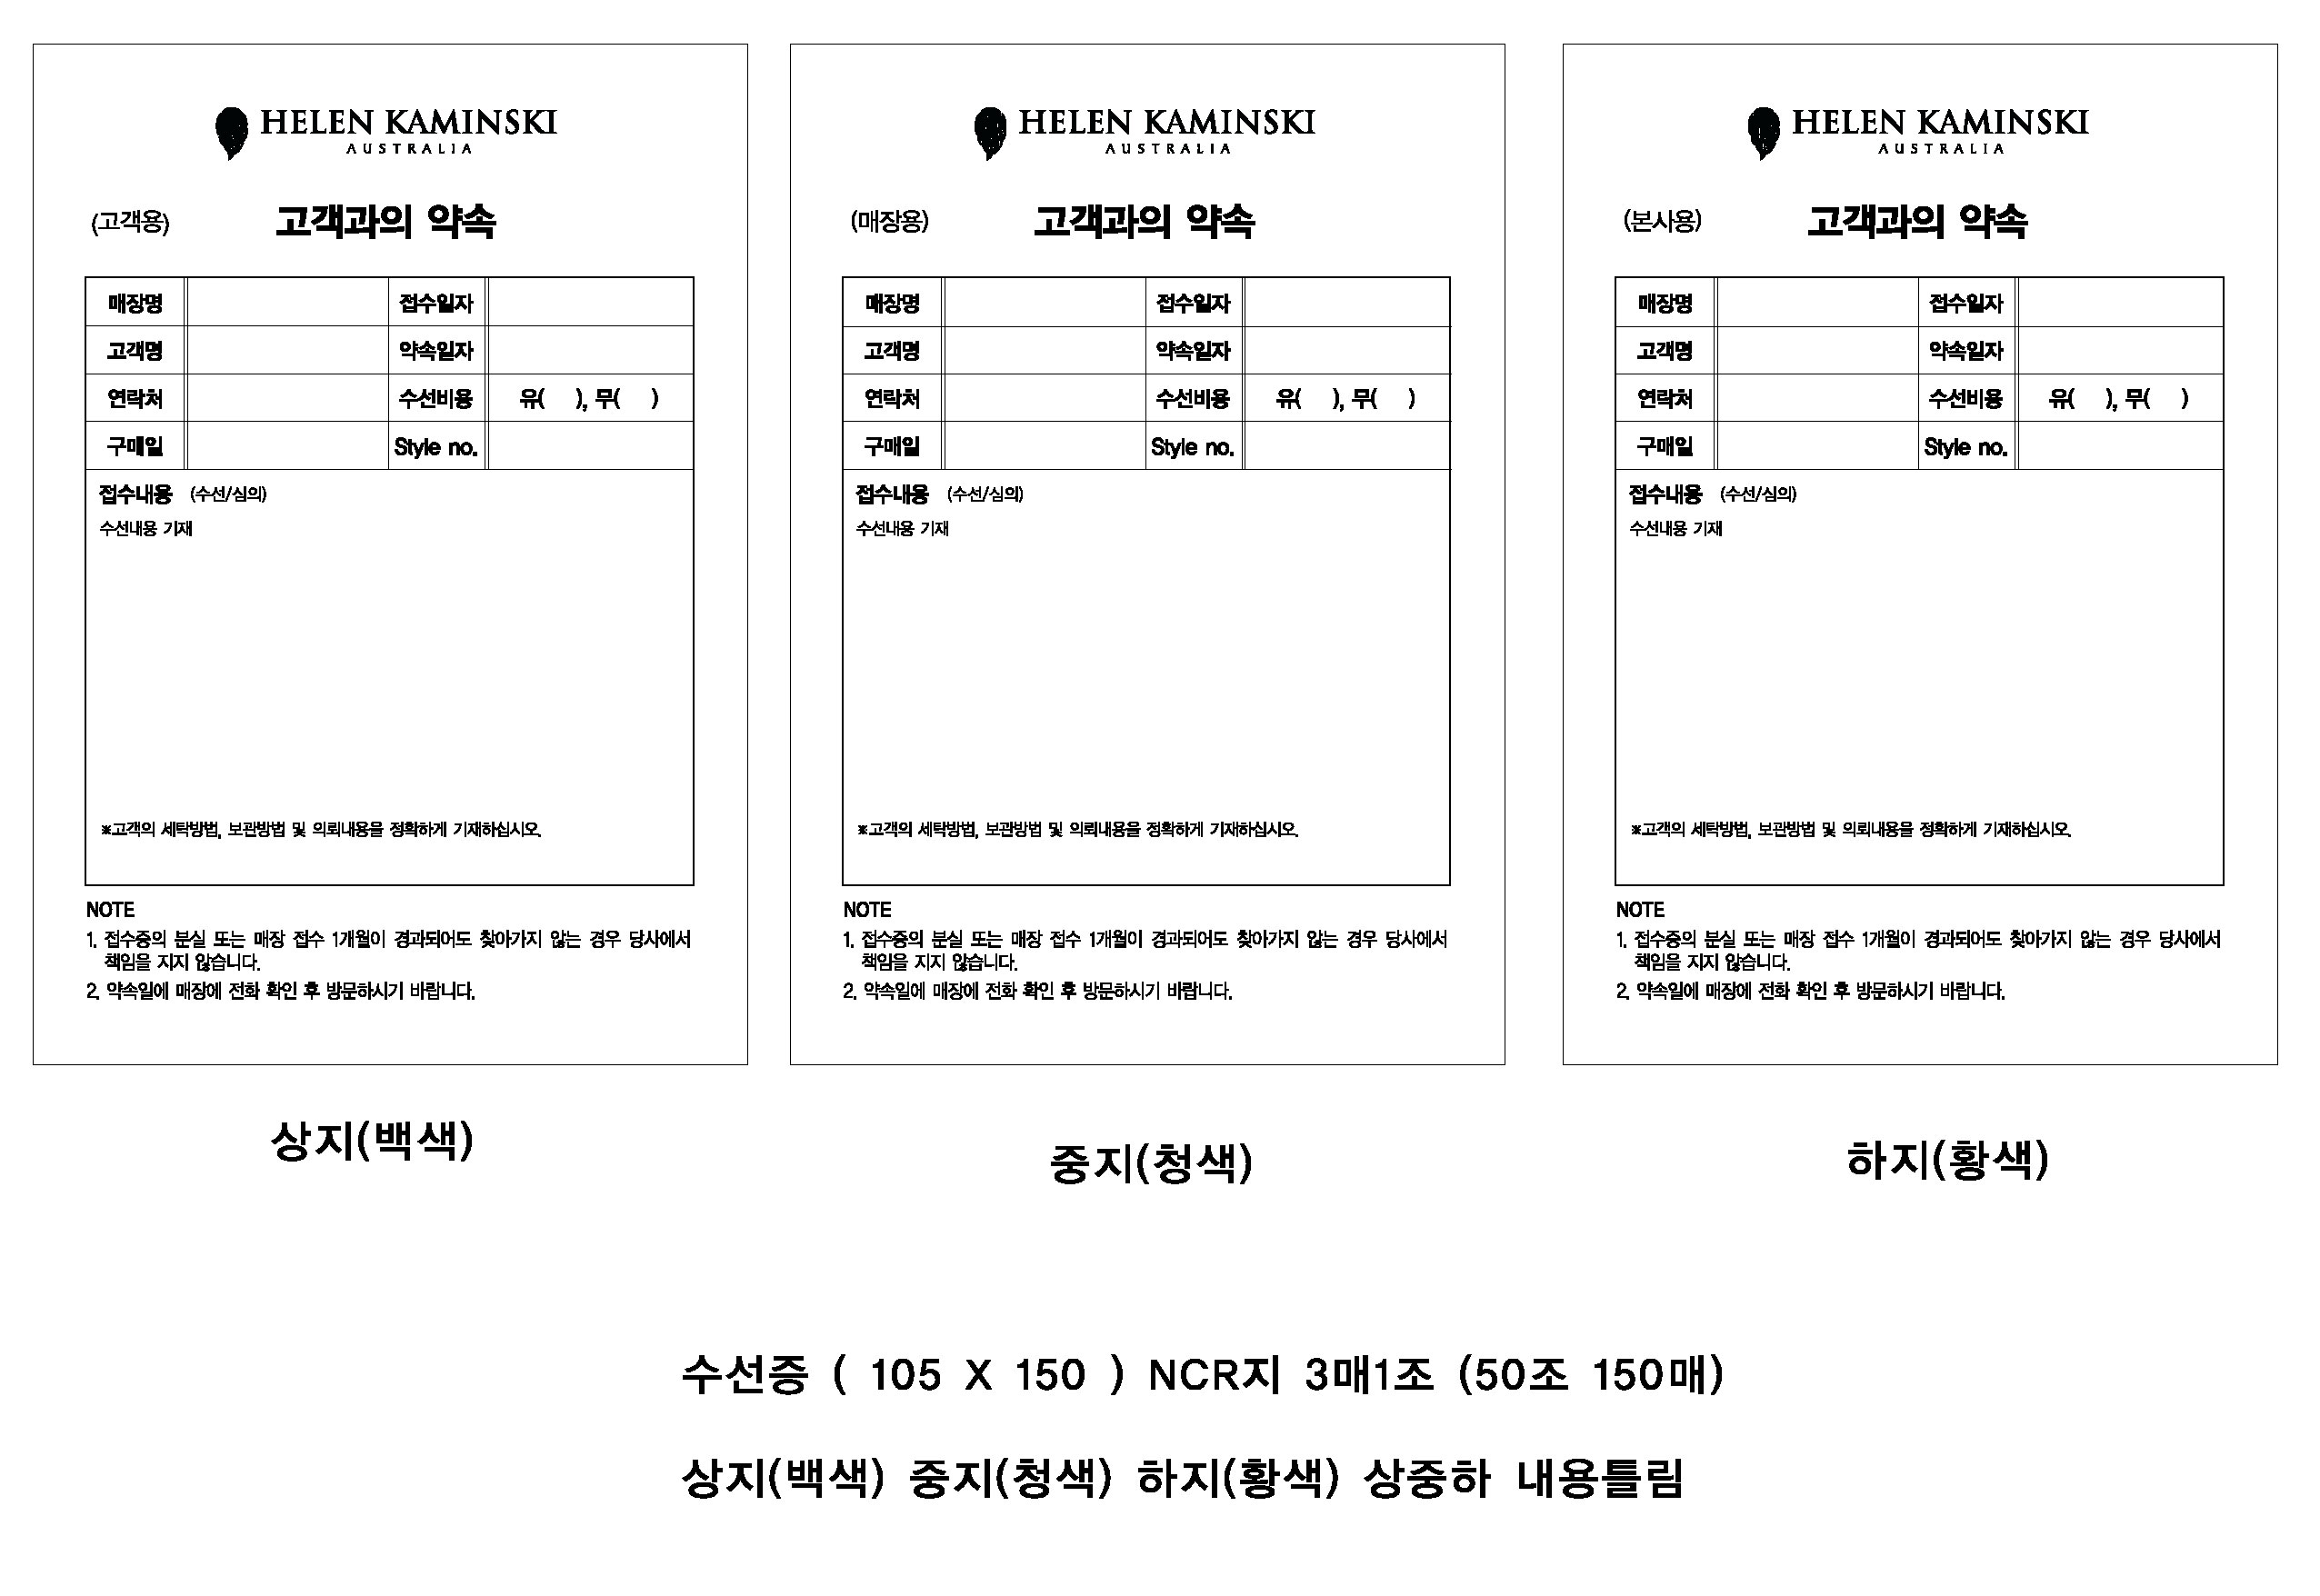 HELEN KAMINSKI
AUSTRALIA
(고객용) 고객과의 약속
매장명 접수일자
고객명 약속일자
연락처 수선비용 유( ), 무( )
구매일 Style no.
접수내용 (수선/심의)
수선내용 기재
※고객의 세탁방법, 보관방법 및 의뢰내용을 정확하게 기재하십시오.
NOTE
1. 접수증의 분실 또는 매장 접수 1개월이 경과되어도 찾아가지 않는 경우 당사에서
책임을 지지 않습니다.
2. 약속일에 매장에 전화 확인 후 방문하시기 바랍니다.
상지(백색)
HELEN KAMINSKI
AUSTRALIA
(매장용) 고객과의 약속
매장명 접수일자
고객명 약속일자
연락처 수선비용 유( ), 무( )
구매일 Style no.
접수내용 (수선/심의)
수선내용 기재
※고객의 세탁방법, 보관방법 및 의뢰내용을 정확하게 기재하십시오.
NOTE
1. 접수증의 분실 또는 매장 접수 1개월이 경과되어도 찾아가지 않는 경우 당사에서
책임을 지지 않습니다.
2. 약속일에 매장에 전화 확인 후 방문하시기 바랍니다.
중지(청색)
HELEN KAMINSKI
AUSTRALIA
(본사용) 고객과의 약속
매장명 접수일자
고객명 약속일자
연락처 수선비용 유( ), 무( )
구매일 Style no.
접수내용 (수선/심의)
수선내용 기재
※고객의 세탁방법, 보관방법 및 의뢰내용을 정확하게 기재하십시오.
NOTE
1. 접수증의 분실 또는 매장 접수 1개월이 경과되어도 찾아가지 않는 경우 당사에서
책임을 지지 않습니다.
2. 약속일에 매장에 전화 확인 후 방문하시기 바랍니다.
하지(황색)
수선증 ( 105 X 150 ) NCR지 3매1조 (50조 150매)
상지(백색) 중지(청색) 하지(황색) 상중하 내용틀림